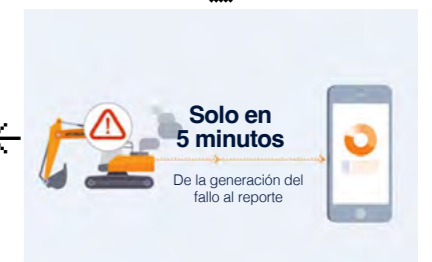 Solo en
5 minutos
De la generación del
fallo al reporte